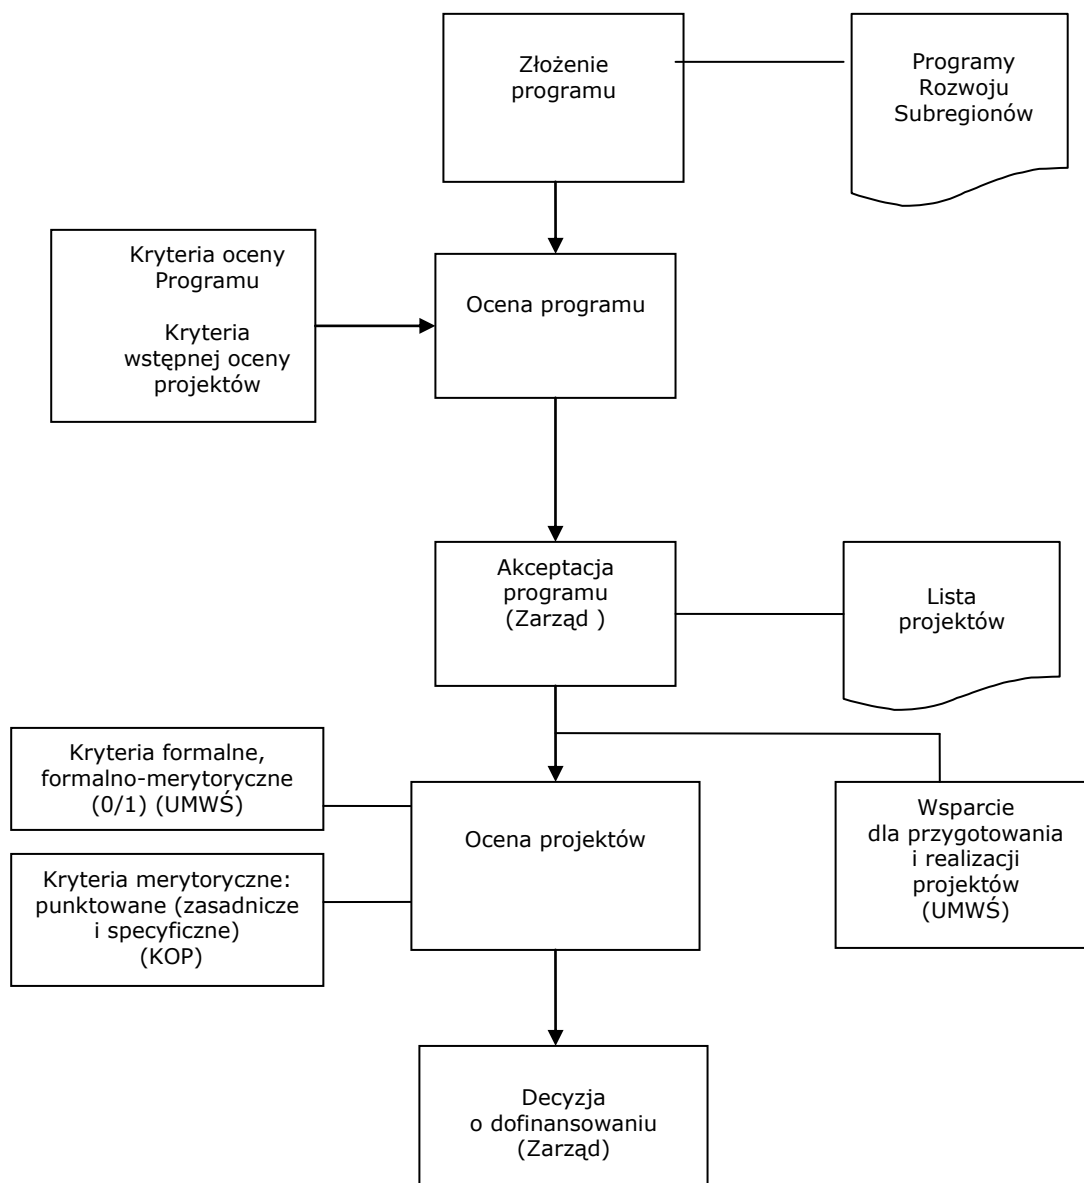 Złożenie
programu
Programy
Rozwoju
Subregionów
Kryteria oceny
Programu
Kryteria
wstępnej oceny
projektów
Ocena programu
Akceptacja
programu
(Zarząd )
Lista
projektów
Kryteria formalne,
formalno-merytoryczne
(0/1) (UMWŚ)
Kryteria merytoryczne:
punktowane (zasadnicze
i specyficzne)
(KOP)
Ocena projektów
Wsparcie
dla przygotowania
i realizacji
projektów
(UMWŚ)
Decyzja
o dofinansowaniu
(Zarząd)